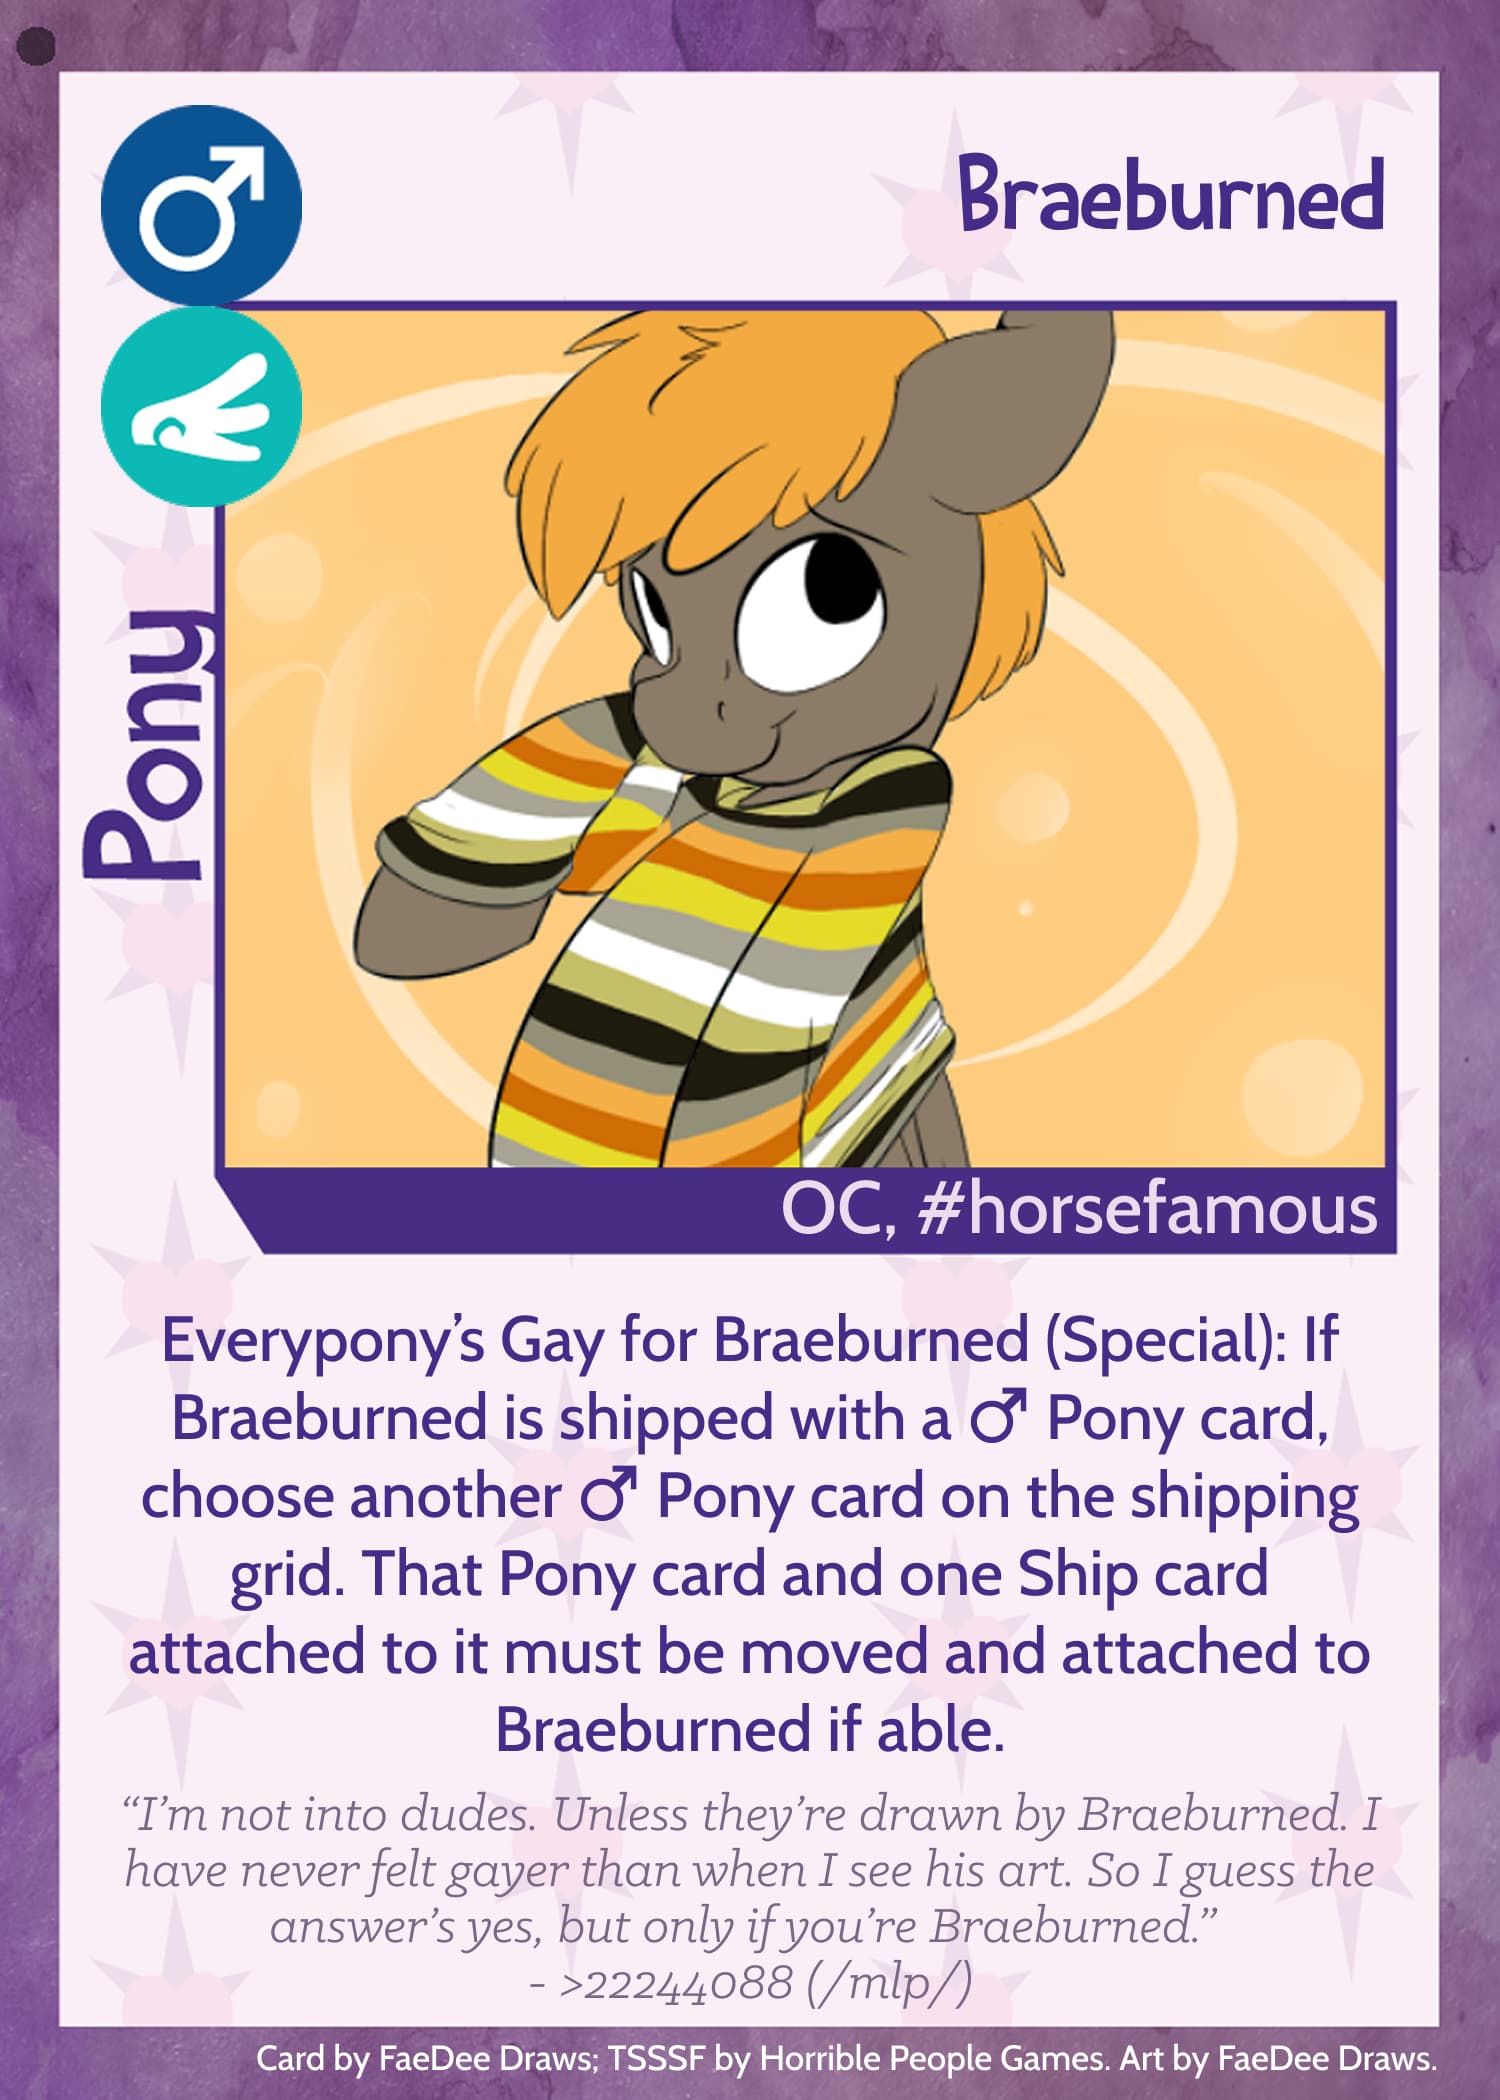 Braeburned
Pony
OC, #horsefamous
Everypony’s Gay for Braeburned (Special): If
Braeburned is shipped with a ♂ Pony card,
choose another ♂ Pony card on the shipping
grid. That Pony card and one Ship card
attached to it must be moved and attached to
Braeburned if able.
“I’m not into dudes. Unless they’re drawn by Braeburned. I
have never felt gayer than when I see his art. So I guess the
answer’s yes, but only if you’re Braeburned.”
- >22244088 (/mlp/)
Card by FaeDee Draws; TSSSF by Horrible People Games. Art by FaeDee Draws.